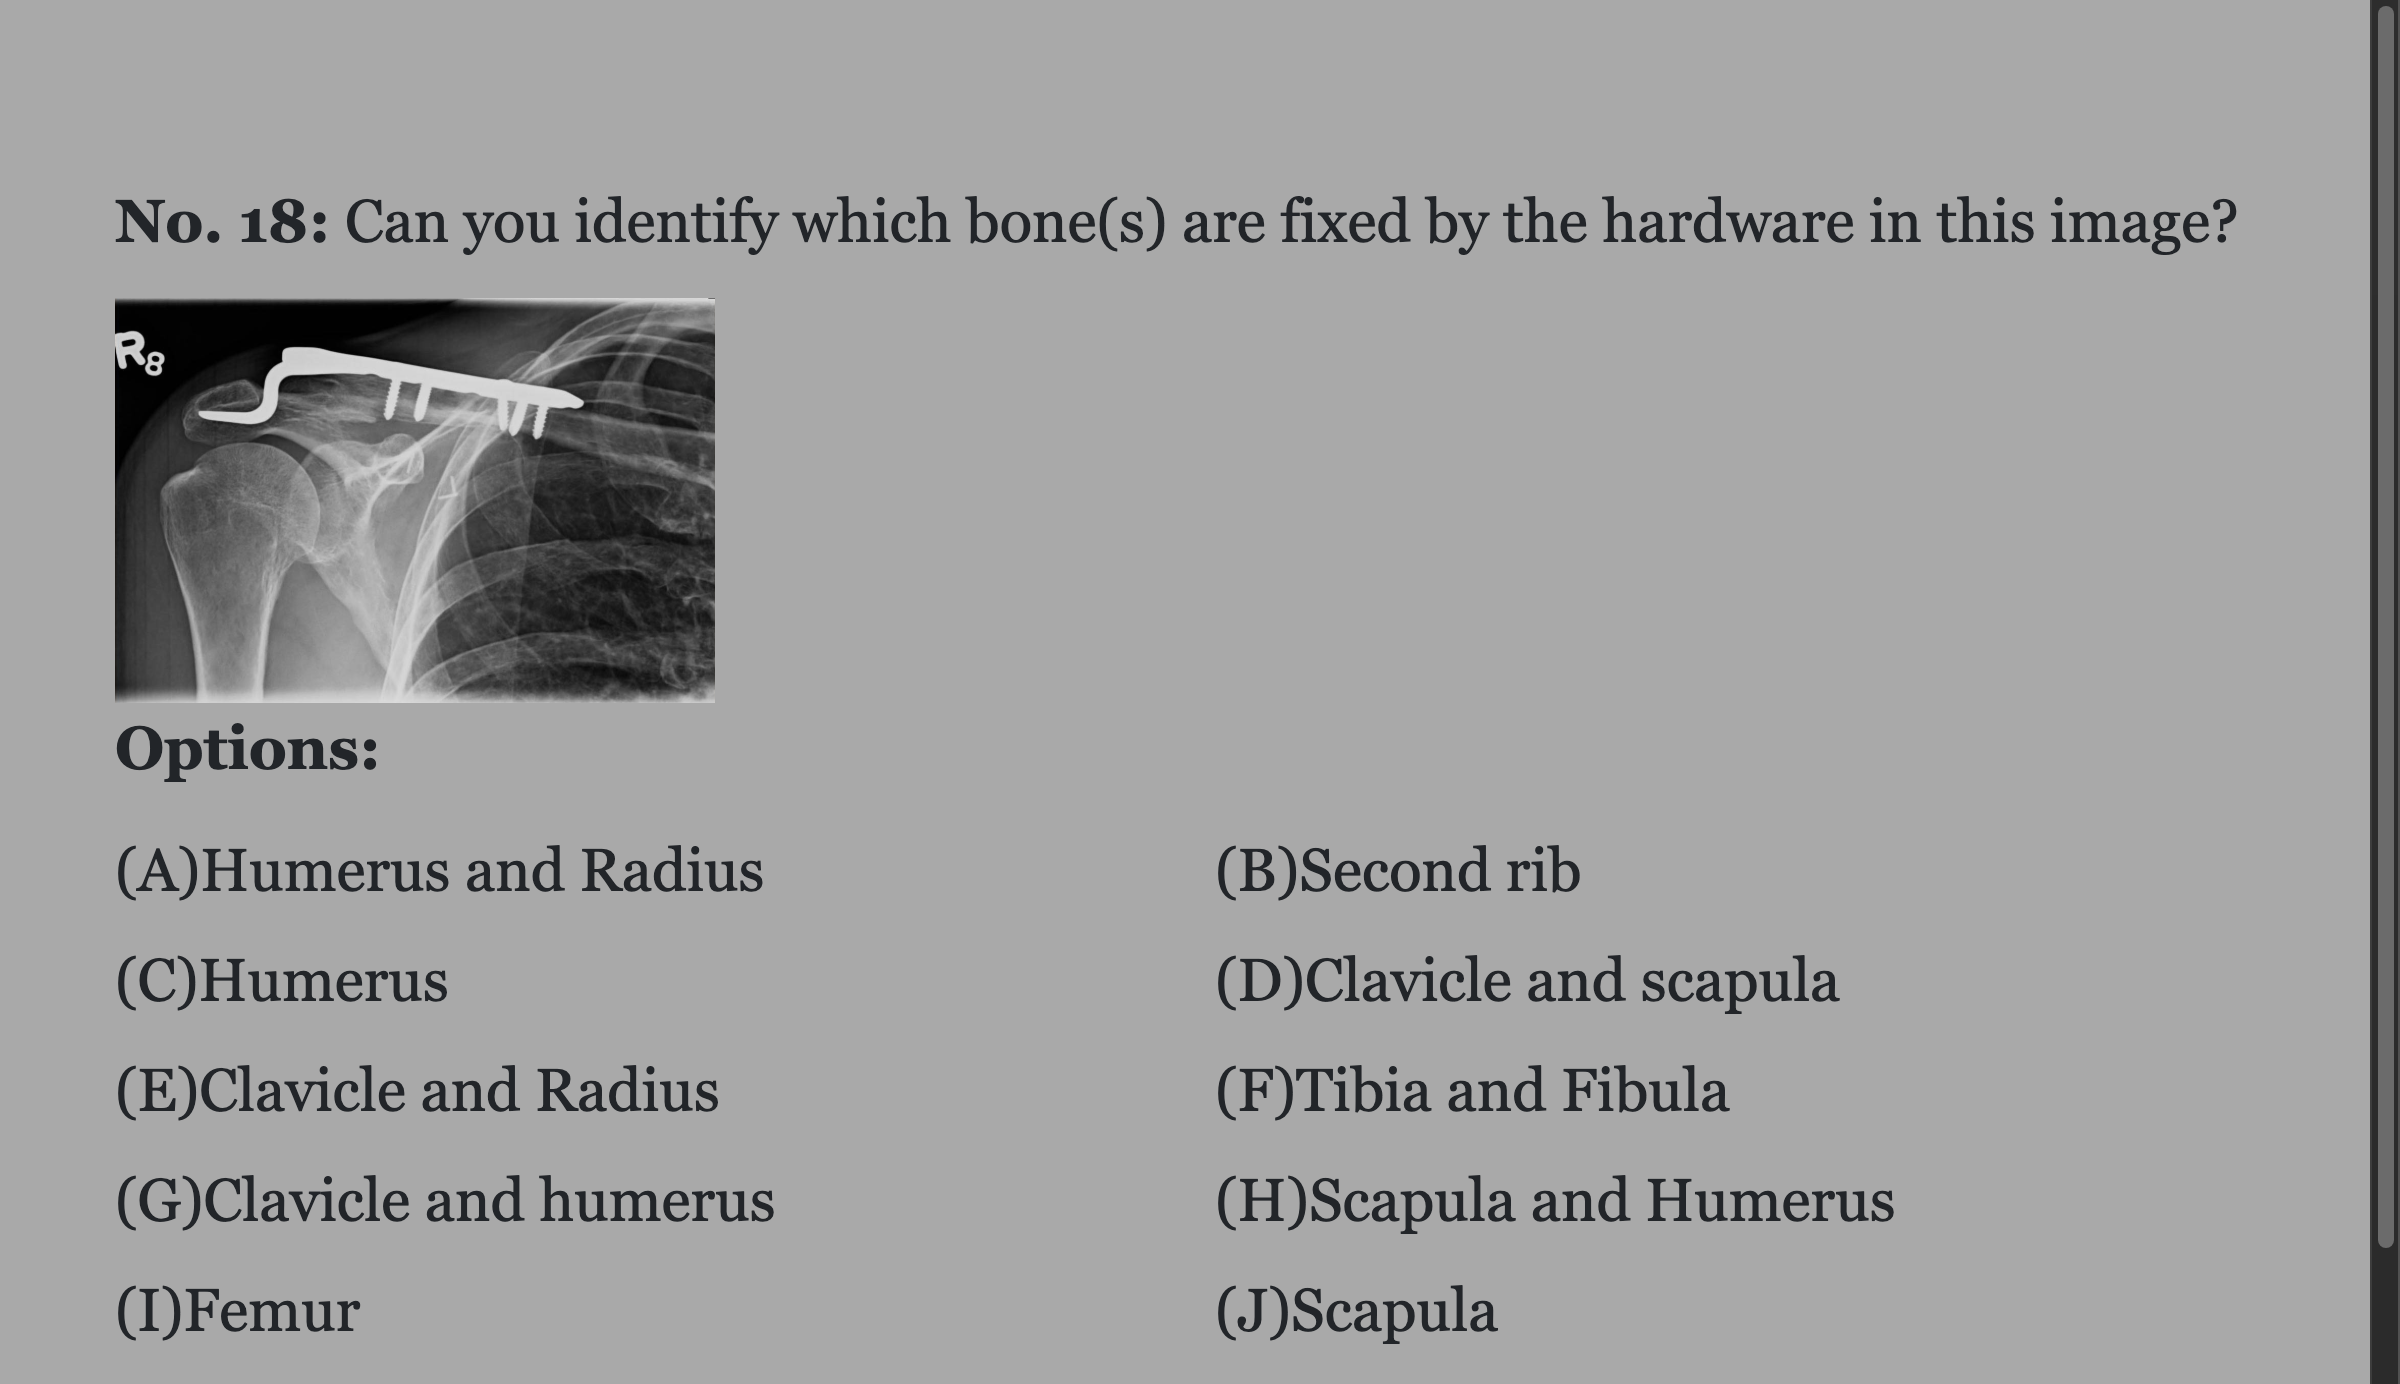 No. 18: Can you identify which bone(s) are fixed by the hardware in this image?
R8
Options:
(A)Humerus and Radius
(B)Second rib
(C)Humerus
(D)Clavicle and scapula
(E)Clavicle and Radius
(F)Tibia and Fibula
(G)Clavicle and humerus
(H)Scapula and Humerus
(I)Femur
(J)Scapula